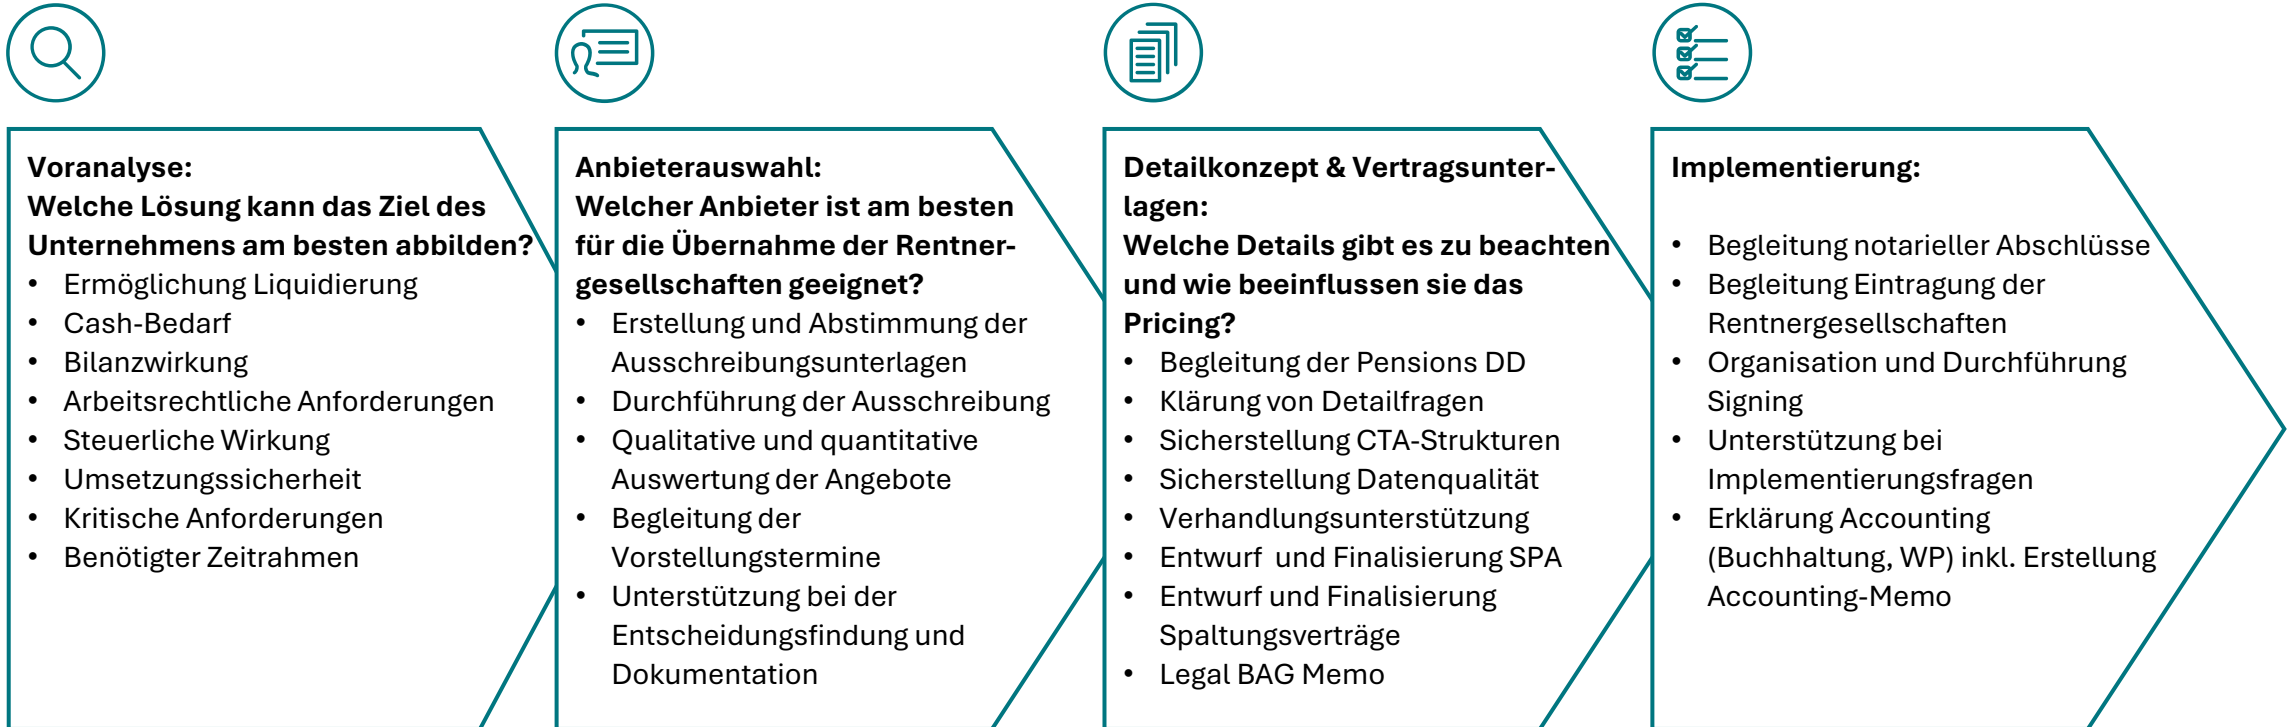 Voranalyse:
Welche Lösung kann das Ziel des
Unternehmens am besten abbilden?
• Ermöglichung Liquidierung
• Cash-Bedarf
• Bilanzwirkung
• Arbeitsrechtliche Anforderungen
• Steuerliche Wirkung
• Umsetzungssicherheit
• Kritische Anforderungen
• Benötigter Zeitrahmen
Anbieterauswahl:
Welcher Anbieter ist am besten
für die Übernahme der Rentner-
gesellschaften geeignet?
• Erstellung und Abstimmung der
Ausschreibungsunterlagen
• Durchführung der Ausschreibung
• Qualitative und quantitative
Auswertung der Angebote
• Begleitung der
Vorstellungstermine
• Unterstützung bei der
Entscheidungsfindung und
Dokumentation
Detailkonzept & Vertragsunter-
lagen:
Welche Details gibt es zu beachten
und wie beeinflussen sie das
Pricing?
• Begleitung der Pensions DD
• Klärung von Detailfragen
• Sicherstellung CTA-Strukturen
• Sicherstellung Datenqualität
• Verhandlungsunterstützung
• Entwurf und Finalisierung SPA
• Entwurf und Finalisierung
Spaltungsverträge
• Legal BAG Memo
Implementierung:
• Begleitung notarieller Abschlüsse
• Begleitung Eintragung der
Rentnergesellschaften
• Organisation und Durchführung
Signing
• Unterstützung bei
Implementierungsfragen
• Erklärung Accounting
(Buchhaltung, WP) inkl. Erstellung
Accounting-Memo